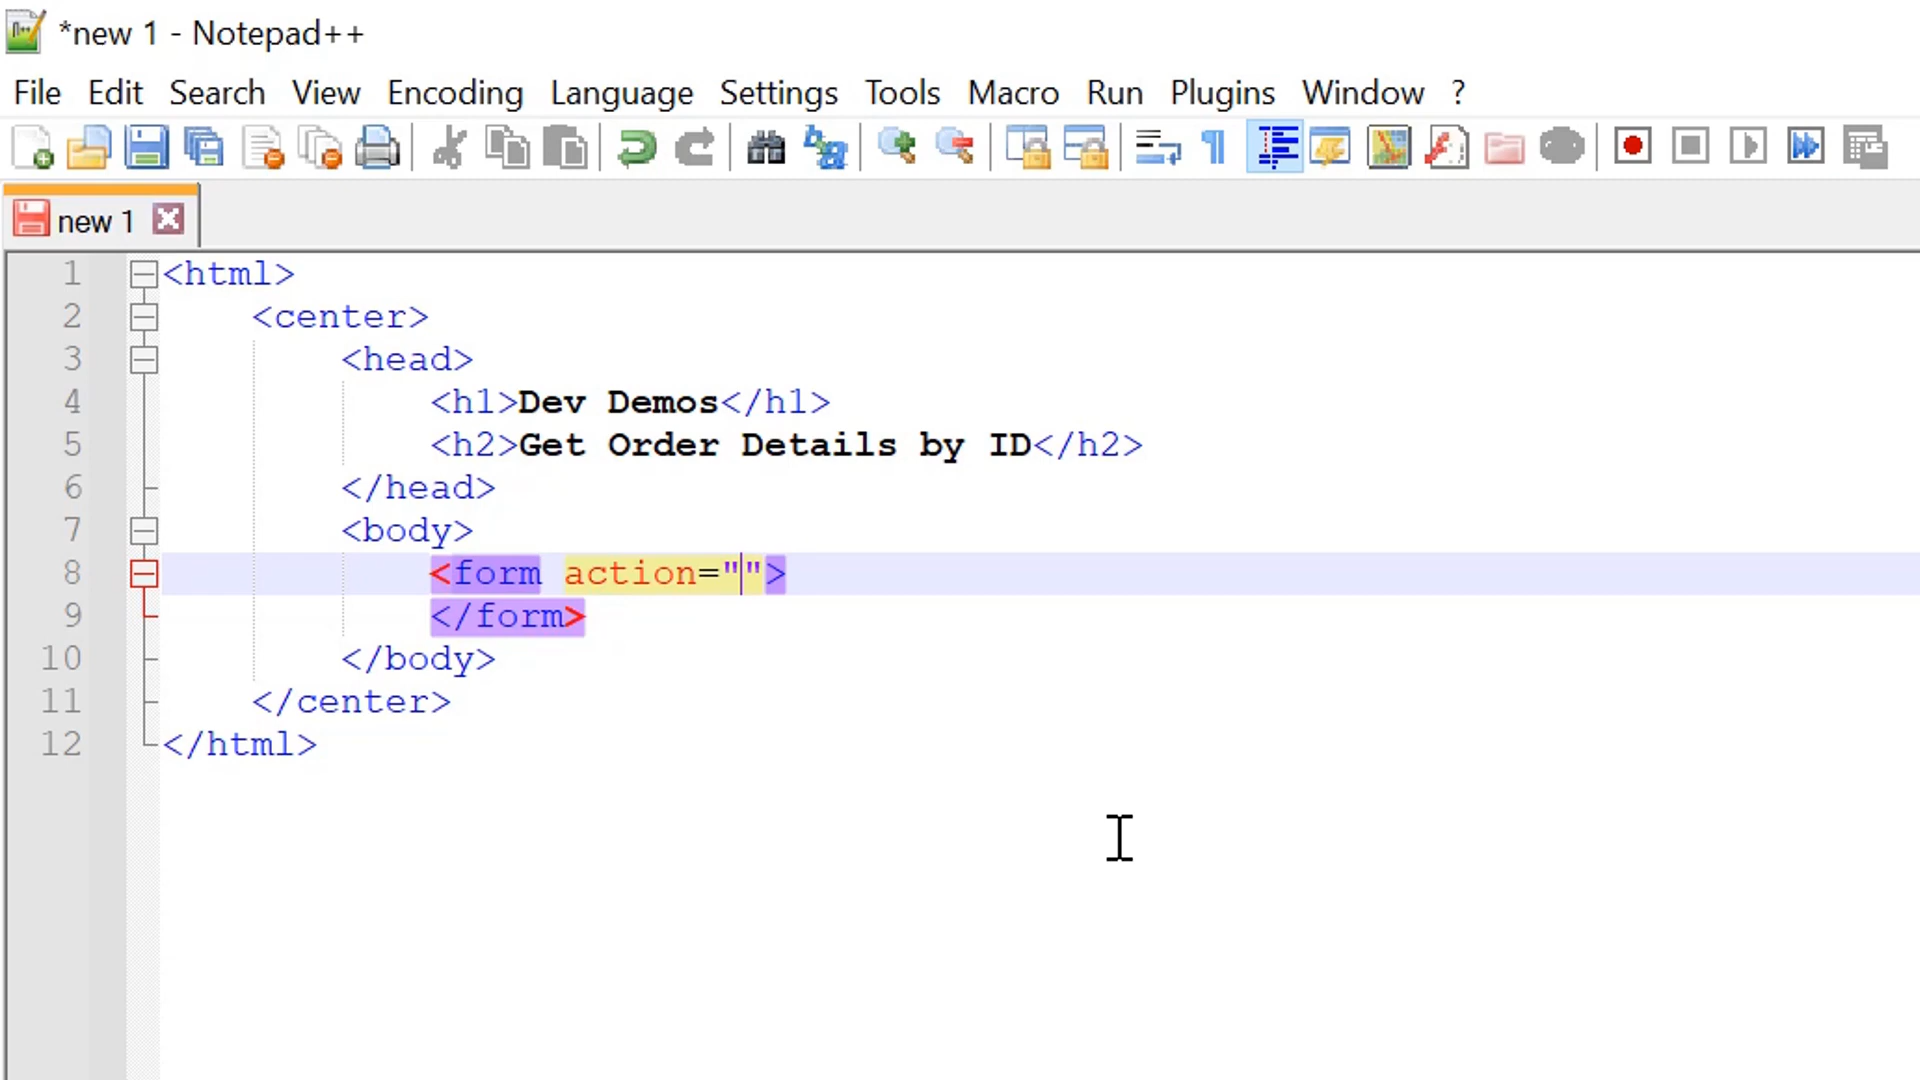 *new 1 - Notepad++
File Edit Search View Encoding Language Settings Tools Macro Run Plugins Window ?
new 1
1 <html>
2 <center>
3 <head>
4 <h1>Dev Demos</h1>
5 <h2>Get Order Details by ID</h2>
6 </head>
7 <body>
8 <form action="">
9 </form>
10 </body>
11 </center>
12 </html>